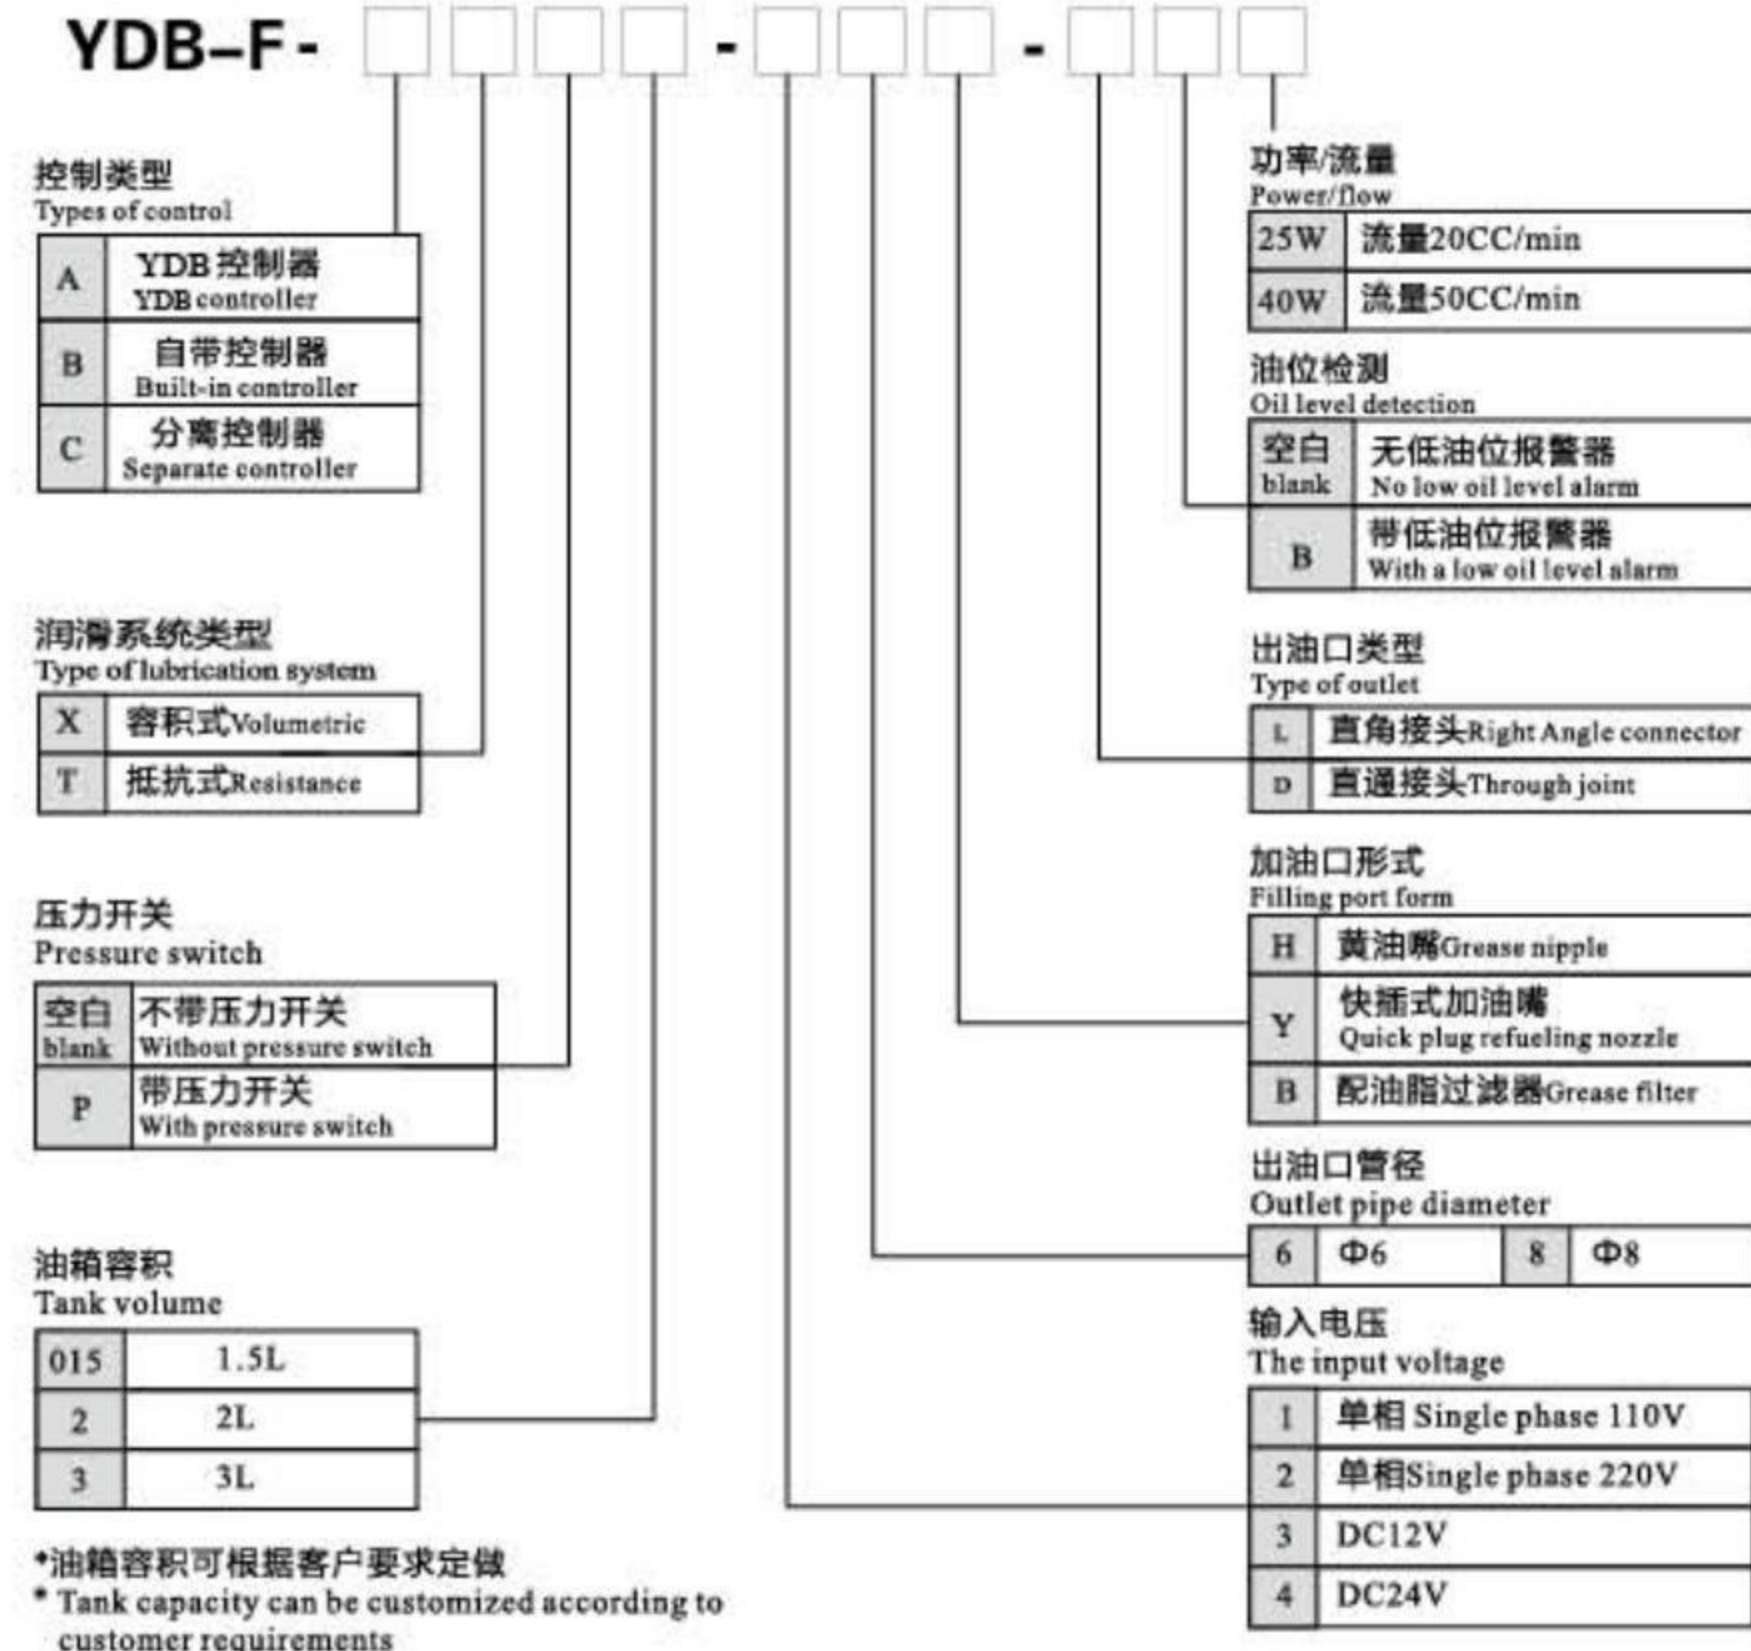 YDB-F- - -
控制类型
Types of control
A YDB 控制器
YDB controller
B 自带控制器
Built-in controller
C 分离控制器
Separate controller
润滑系统类型
Type of lubrication system
X 容积式Volumetric
T 抵抗式Resistance
压力开关
Pressure switch
空白 不带压力开关
blank Without pressure switch
P 带压力开关
With pressure switch
油箱容积
Tank volume
015 1.5L
2 2L
3 3L
*油箱容积可根据客户要求定做
* Tank capacity can be customized according to
customer requirements
功率/流量
Power/flow
25W 流量20CC/min
40W 流量50CC/min
油位检测
Oil level detection
空白 无低油位报警器
blank No low oil level alarm
B 带低油位报警器
With a low oil level alarm
出油口类型
Type of outlet
L 直角接头Right Angle connector
D 直通接头Through joint
加油口形式
Filling port form
H 黄油嘴Grease nipple
Y 快插式加油嘴
Quick plug refueling nozzle
B 配油脂过滤器Grease filter
出油口管径
Outlet pipe diameter
6 Φ6 8 Φ8
输入电压
The input voltage
1 单相 Single phase 110V
2 单相Single phase 220V
3 DC12V
4 DC24V